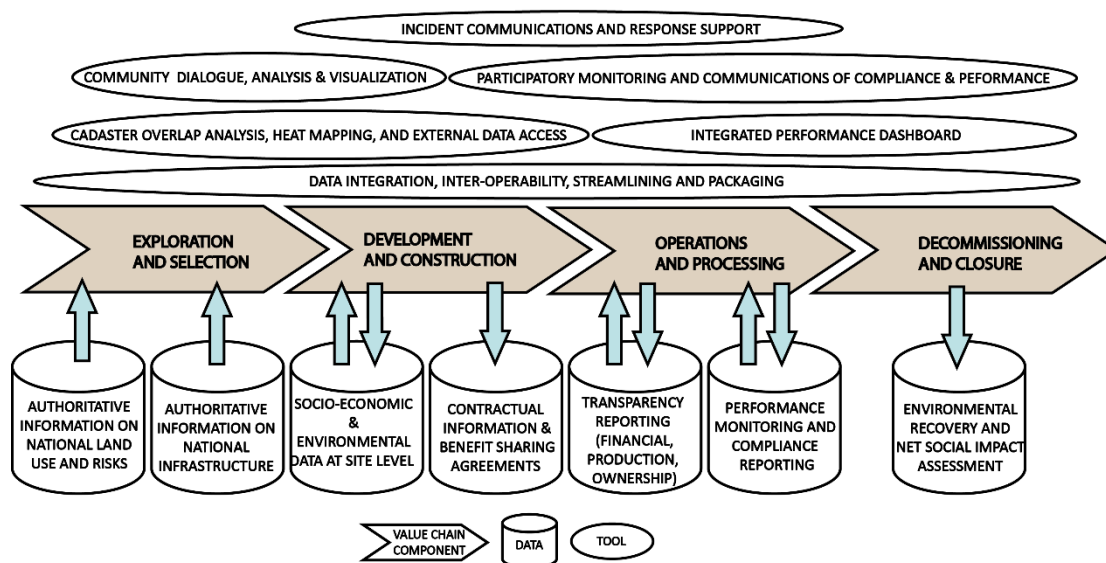 INCIDENT COMMUNICATIONS AND RESPONSE SUPPORT
COMMUNITY DIALOGUE, ANALYSIS & VISUALIZATION
PARTICIPATORY MONITORING AND COMMUNICATIONS OF COMPLIANCE & PEFORMANCE
CADASTER OVERLAP ANALYSIS, HEAT MAPPING, AND EXTERNAL DATA ACCESS
INTEGRATED PERFORMANCE DASHBOARD
DATA INTEGRATION, INTER-OPERABILITY, STREAMLINING AND PACKAGING
EXPLORATION
AND SELECTION
DEVELOPMENT
AND CONSTRUCTION
OPERATIONS
AND PROCESSING
DECOMMISSIONING
AND CLOSURE
AUTHORITATIVE
INFORMATION ON
NATIONAL LAND
USE AND RISKS
AUTHORITATIVE
INFORMATION ON
NATIONAL
INFRASTRUCTURE
SOCIO-ECONOMIC
&
ENVIRONMENTAL
DATA AT SITE LEVEL
CONTRACTUAL
INFORMATION &
BENEFIT SHARING
AGREEMENTS
TRANSPARENCY
REPORTING
(FINANCIAL,
PRODUCTION,
OWNERSHIP)
PERFORMANCE
MONITORING AND
COMPLIANCE
REPORTING
ENVIRONMENTAL
RECOVERY AND
NET SOCIAL IMPACT
ASSESSMENT
VALUE CHAIN
COMPONENT
DATA
TOOL